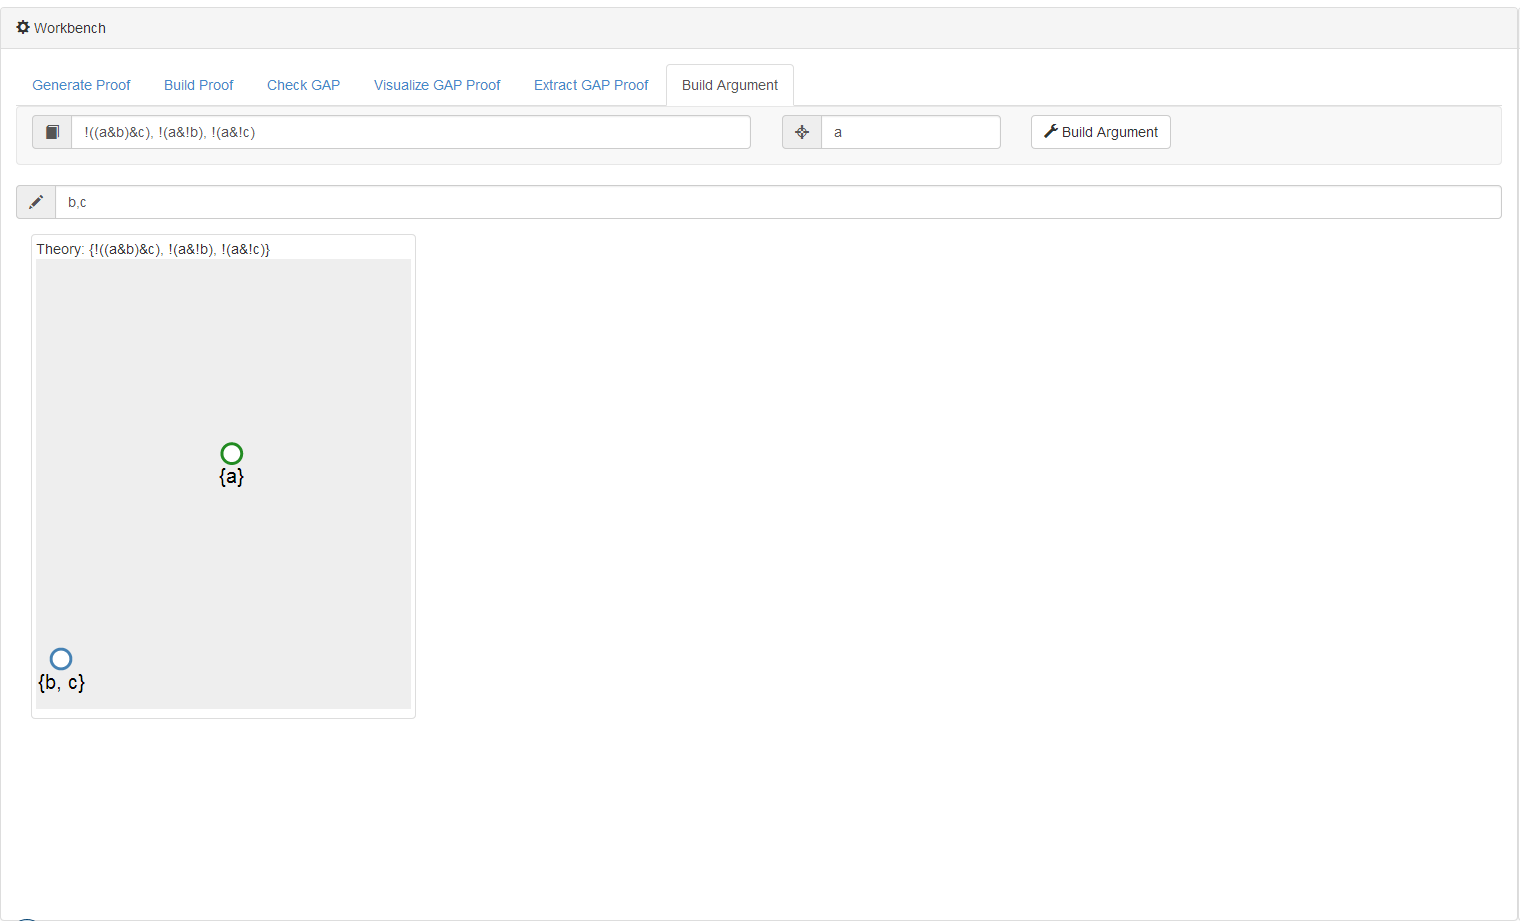 Workbench
Generate Proof Build Proof Check GAP Visualize GAP Proof Extract GAP Proof Build Argument
!((a&b)&c), !(a&!b), !(a&!c) a Build Argument
b,c
Theory: {!((a&b)&c), !(a&!b), !(a&!c)}
{a}
{b, c}